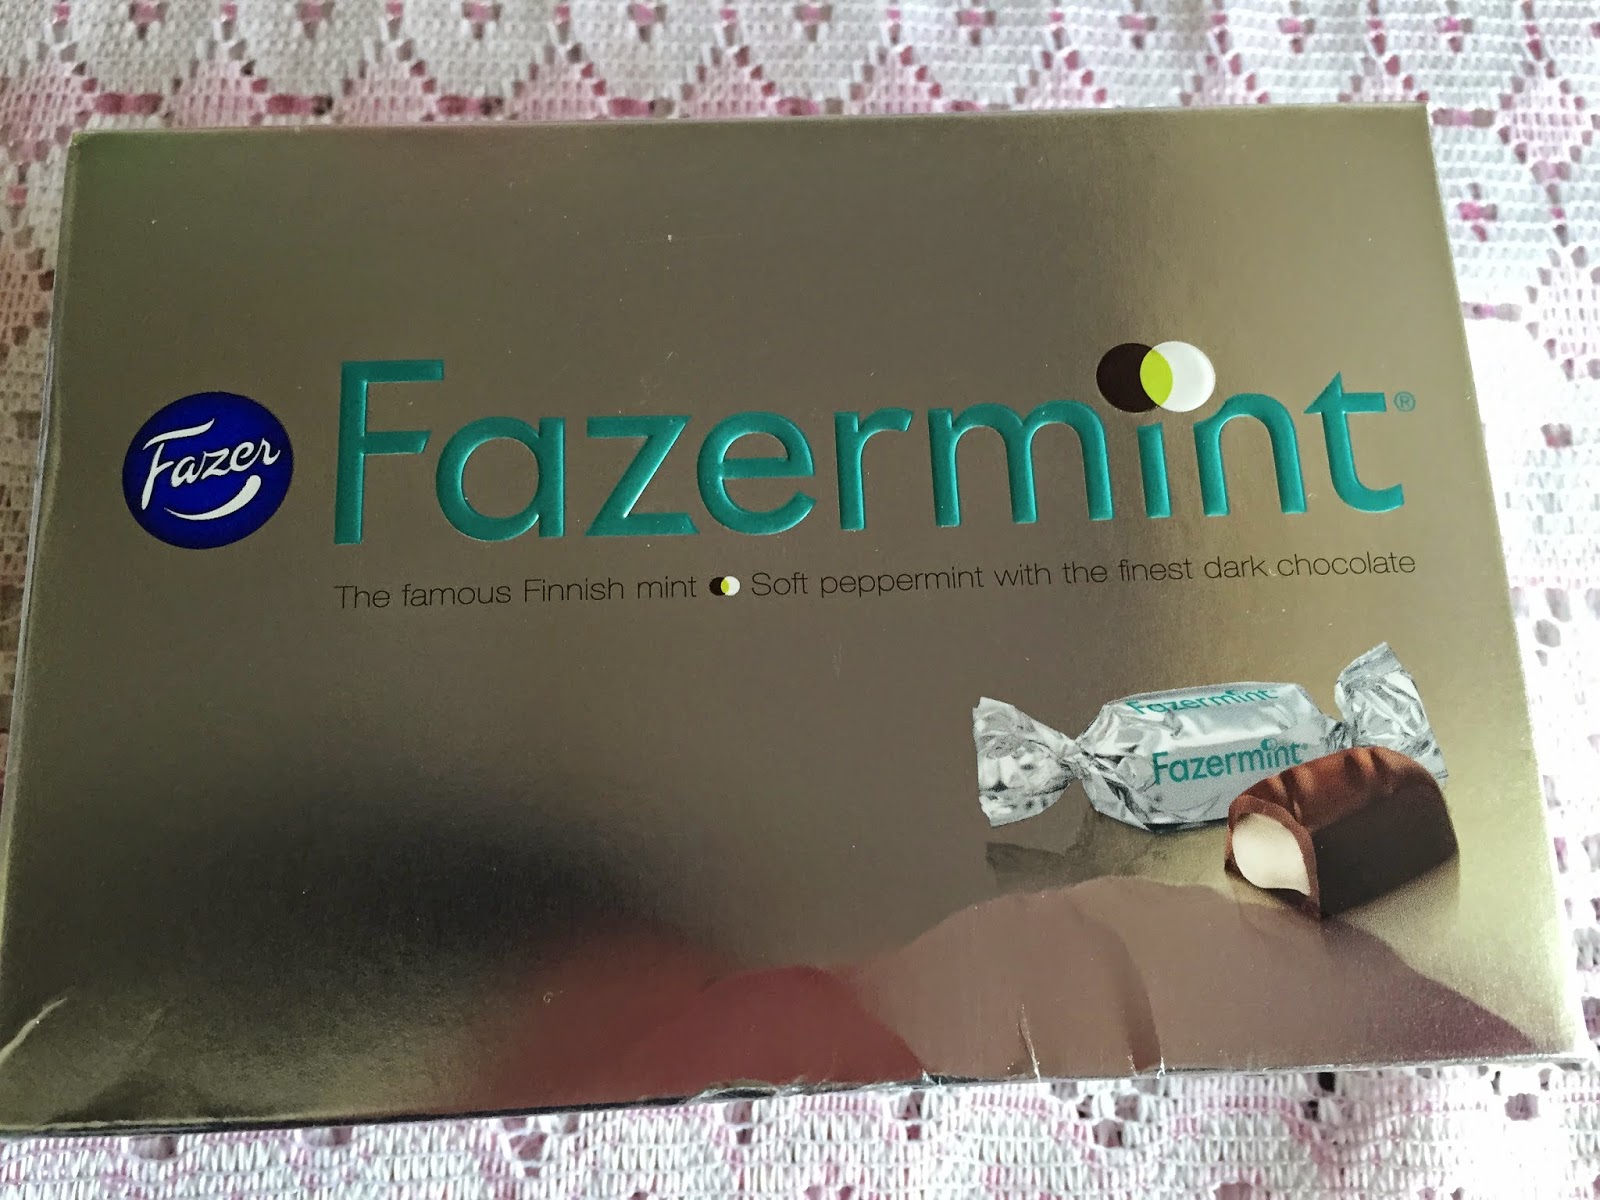 Fazer
Fazermint®
The famous Finnish mint Soft peppermint with the finest dark chocolate
Fazermint
Fazermint